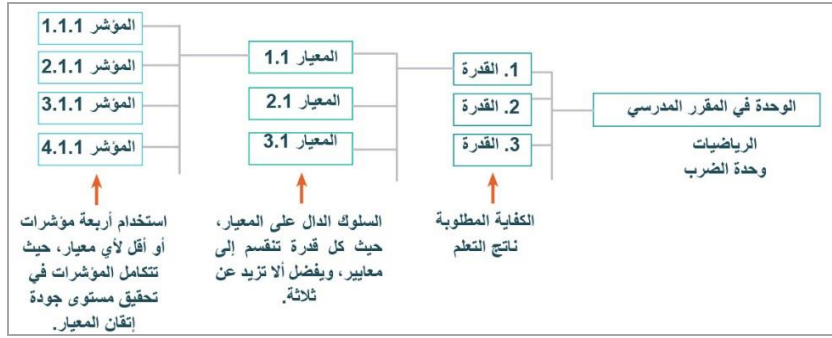 الوحدة في المقرر المدرسي
الرياضيات
وحدة الضرب
1. القدرة
2. القدرة
3. القدرة
الكفاية المطلوبة
ناتج التعلم
المعيار 1.1
المعيار 2.1
المعيار 3.1
السلوك الدال على المعيار،
حيث كل قدرة تنقسم إلى
معايير، ويفضل ألا تزيد عن
ثلاثة.
المؤشر 1.1.1
المؤشر 2.1.1
المؤشر 3.1.1
المؤشر 4.1.1
استخدام أربعة مؤشرات
أو أقل لأي معيار، حيث
تتكامل المؤشرات في
تحقيق مستوى جودة
إتقان المعيار.